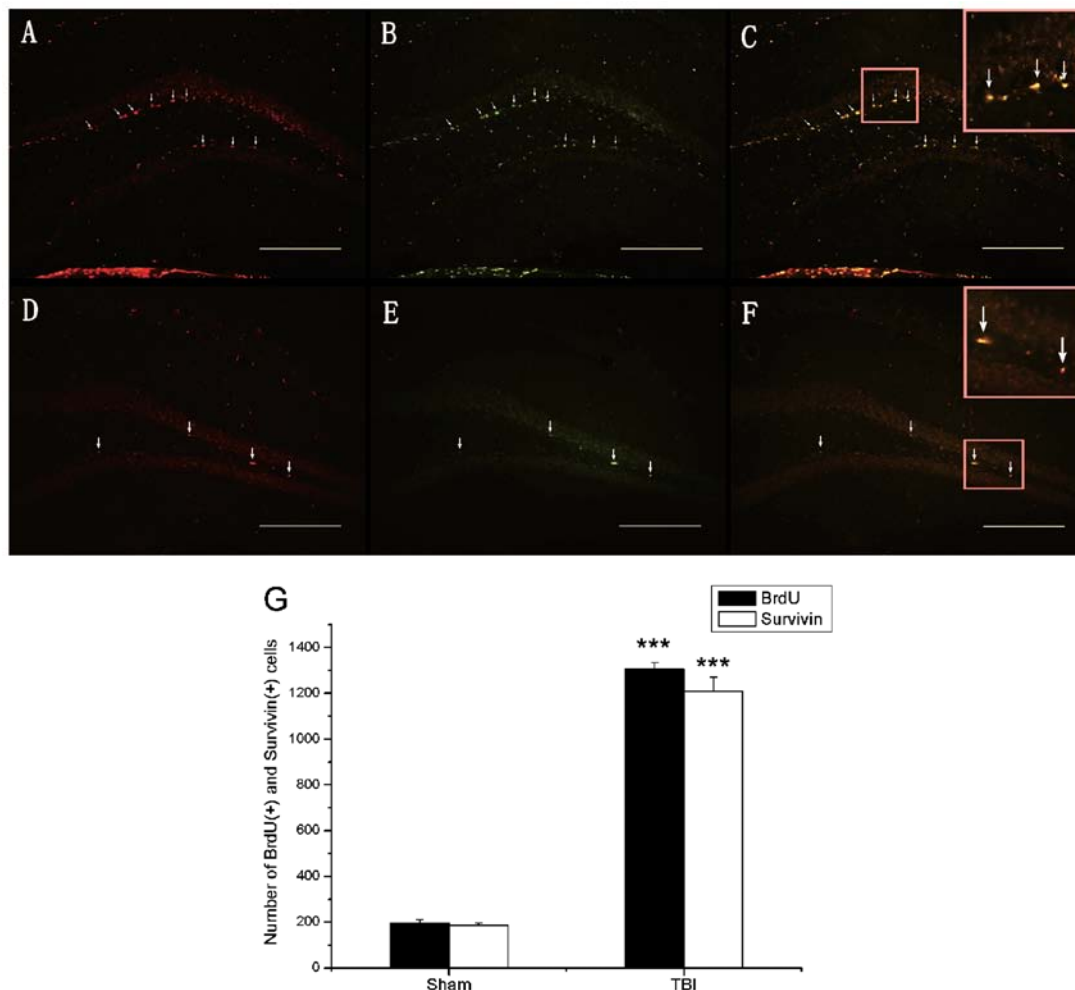 A
B
C
D
E
F
G
BrdU
Survivin
Number of BrdU(+) and Survivin(+) cells
1400
1200
1000
800
600
400
200
0
***
***
Sham
TBI